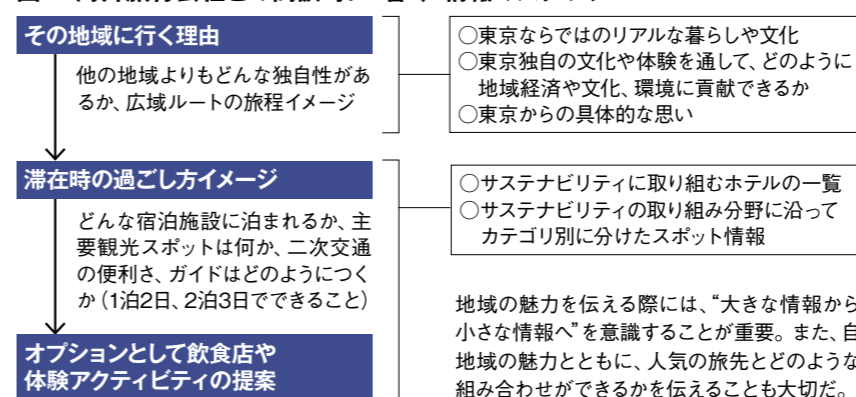 その地域に行く理由
他の地域よりもどんな独自性があ
るか、広域ルートの旅程イメージ
○東京ならではのリアルな暮らしや文化
○東京独自の文化や体験を通して、どのように
地域経済や文化、環境に貢献できるか
○東京からの具体的な思い
滞在時の過ごし方イメージ
どんな宿泊施設に泊まれるか、主
要観光スポットは何か、二次交通
の便利さ、ガイドはどのようにつく
か（1泊2日、2泊3日でできること）
○サステナビリティに取り組むホテルの一覧
○サステナビリティの取り組み分野に沿って
カテゴリ別に分けたスポット情報
オプションとして飲食店や
体験アクティビティの提案
地域の魅力を伝える際には、“大きな情報から
小さな情報へ”を意識することが重要。また、自
地域の魅力とともに、人気の旅先とどのような
組み合わせができるかを伝えることも大切だ。